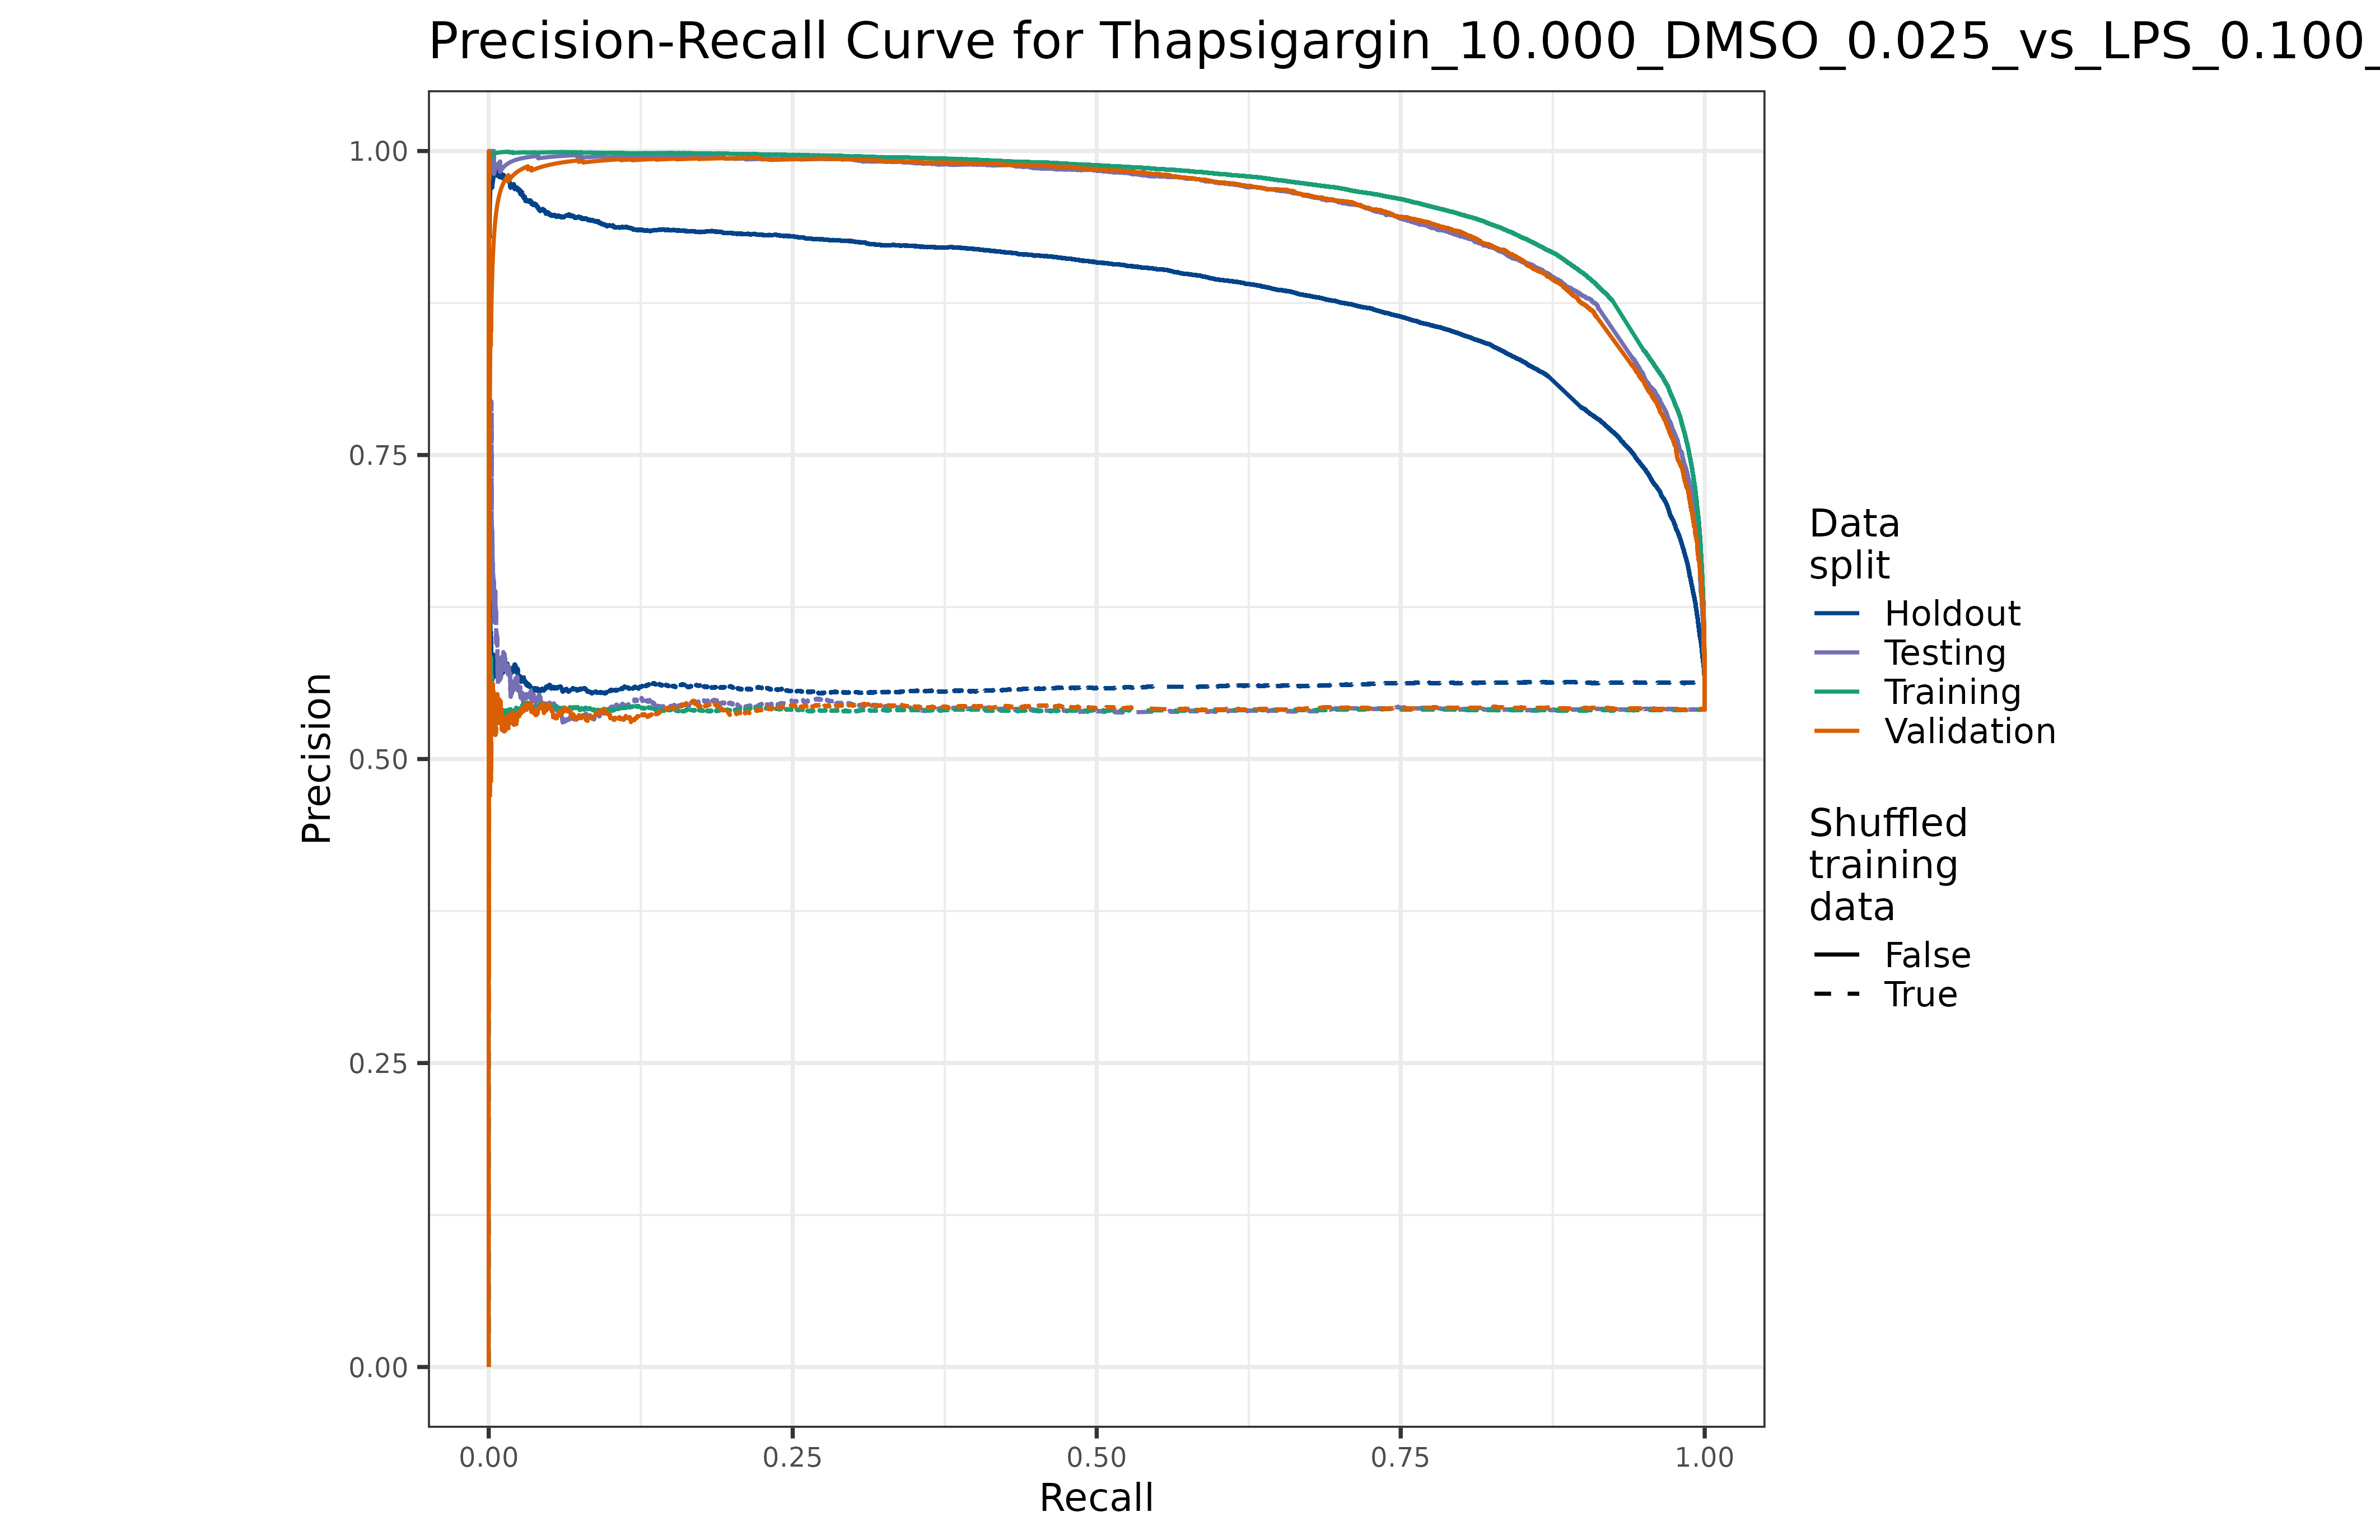 Precision-Recall Curve for Thapsigargin_10.000_DMSO_0.025_vs_LPS_0.100_
1.00
0.75
0.50
0.25
0.00
Precision
0.00 0.25 0.50 0.75 1.00
Recall
Data
split
Holdout
Testing
Training
Validation
Shuffled
training
data
False
True